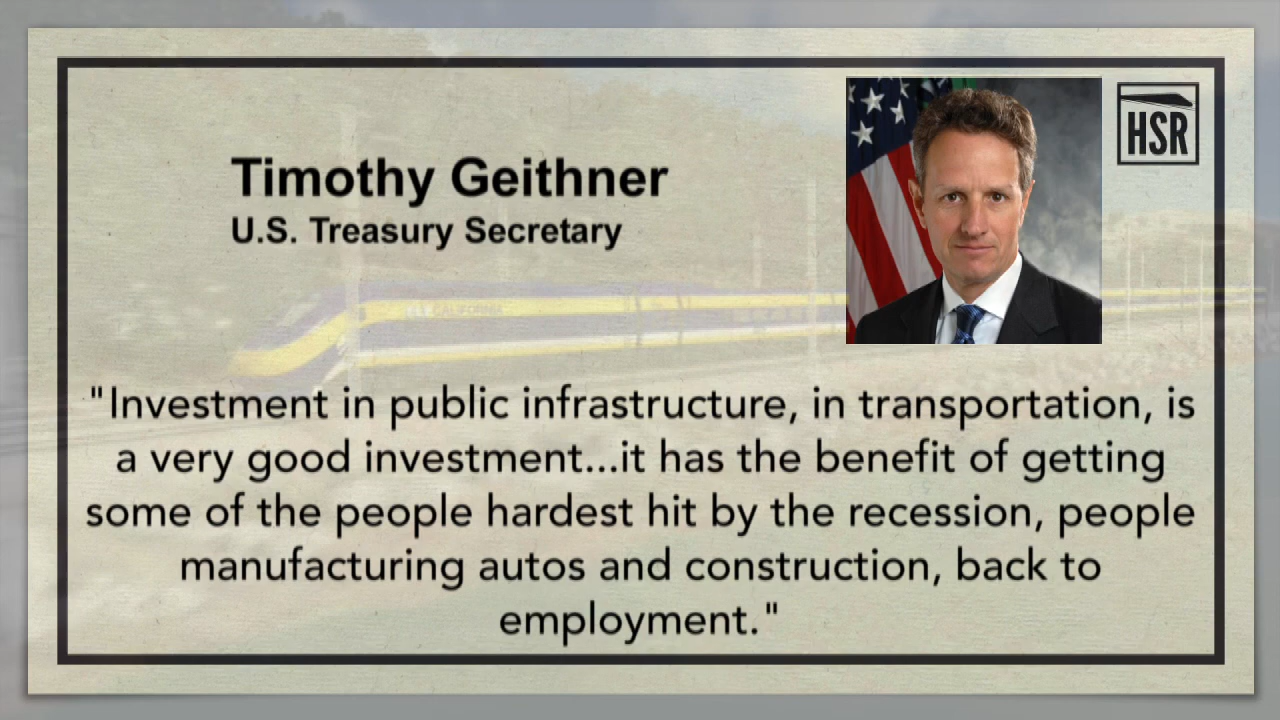 Timothy Geithner
U.S. Treasury Secretary
HSR
"Investment in public infrastructure, in transportation, is
a very good investment...it has the benefit of getting
some of the people hardest hit by the recession, people
manufacturing autos and construction, back to
employment."
CALIFORNIA